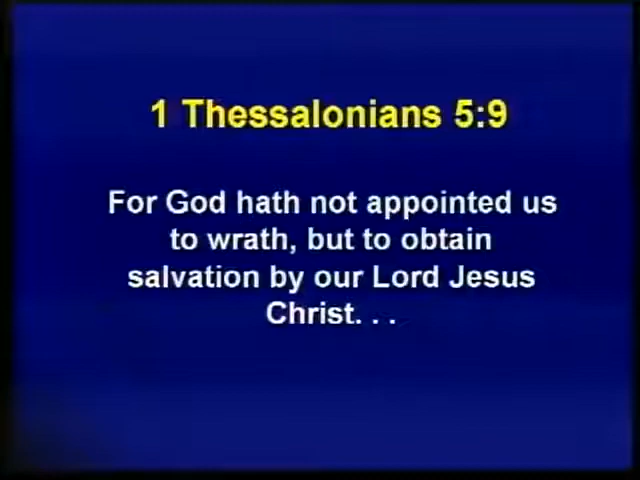 1 Thessalonians 5:9
For God hath not appointed us
to wrath, but to obtain
salvation by our Lord Jesus
Christ. . .